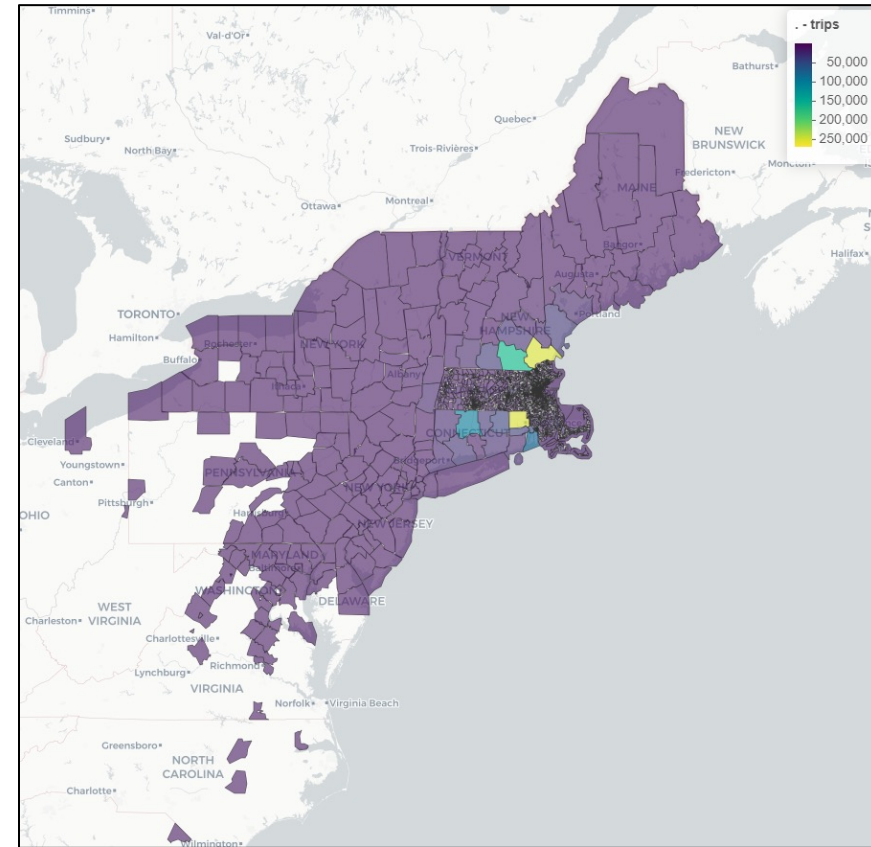 Timmins
Val-d'Or
. - trips
50,000
100,000
150,000
200,000
250,000
Bathurst
Sudbury
North Bay
Quebec
Trois-Rivières
NEW
BRUNSWICK
Moncton
Fredericton
MAINE
Ottawa
Montreal
Bangor
Halifax
VERMONT
Augusta
TORONTO
Portland
NEW
HAMPSHIRE
Hamilton
Rochester
NEW YORK
Buffalo
Albany
Ithaca
CONNECTICUT
Cleveland
Youngstown
Bridgeport
Canton
PENNSYLVANIA
NEW YORK
Pittsburgh
Harrisburg
OHIO
NEW JERSEY
MARYLAND
Baltimore
WASHINGTON
DELAWARE
WEST
VIRGINIA
Charleston
Charlottesville
Lynchburg
Richmond
VIRGINIA
Norfolk
Virginia Beach
Greensboro
NORTH
CAROLINA
Charlotte
Wilmington